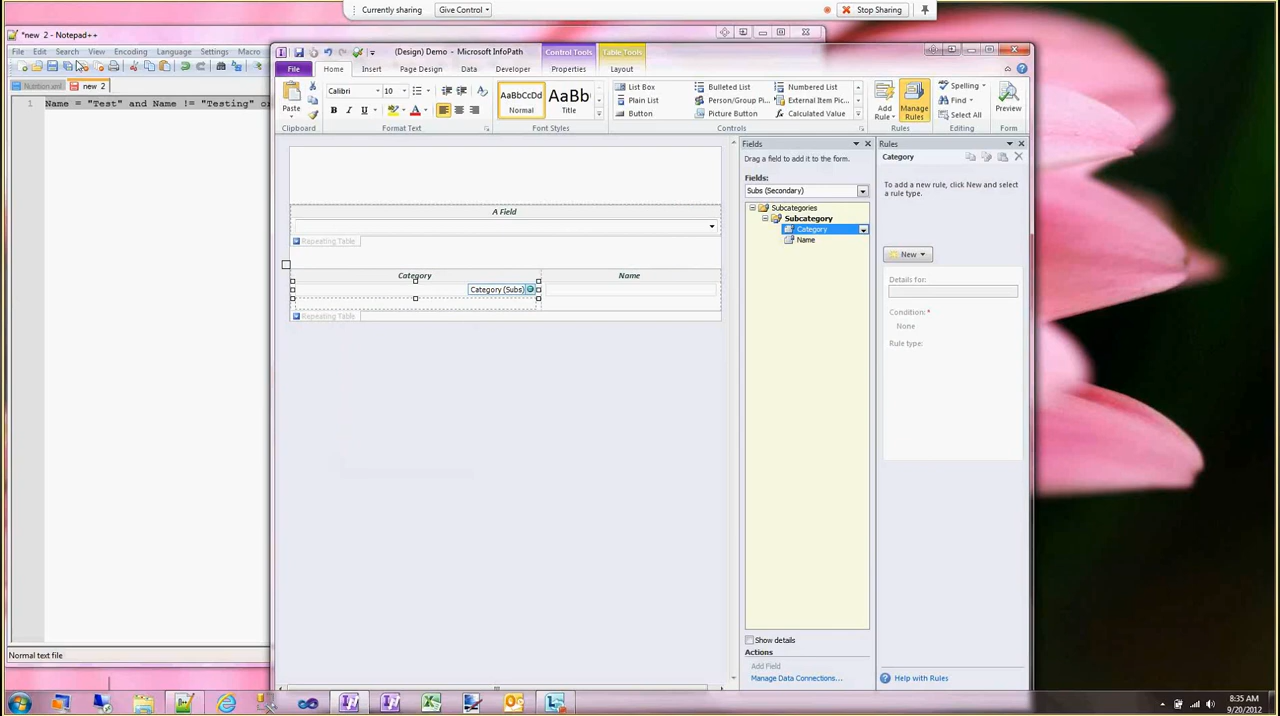 Currently sharing
Give Control
Stop Sharing
*new 2 - Notepad++
File Edit Search View Encoding Language Settings Macro
new 2
1 Name = "Test" and Name != "Testing" or
Normal text file
(Design) Demo - Microsoft InfoPath
Control Tools
Table Tools
File Home Insert Page Design Data Developer Properties Layout
Paste
Clipboard
Calibri 10
B I U
Format Text
AaBbCcDd
Normal
AaBb
Title
Font Styles
List Box
Plain List
Button
Bulleted List
Person/Group Pi...
Picture Button
Numbered List
External Item Pic...
Calculated Value
Controls
Add
Rule
Manage
Rules
Rules
Spelling
Find
Select All
Editing
Preview
Form
A Field
Repeating Table
Category
Name
Category (Subs)
Repeating Table
Fields
Drag a field to add it to the form.
Fields:
Subs (Secondary)
Subcategories
Subcategory
Category
Name
Show details
Actions
Add Field
Manage Data Connections...
Rules
Category
To add a new rule, click New and select
a rule type.
New
Details for:
Condition: *
None
Rule type:
Help with Rules
8:35 AM
9/20/2012